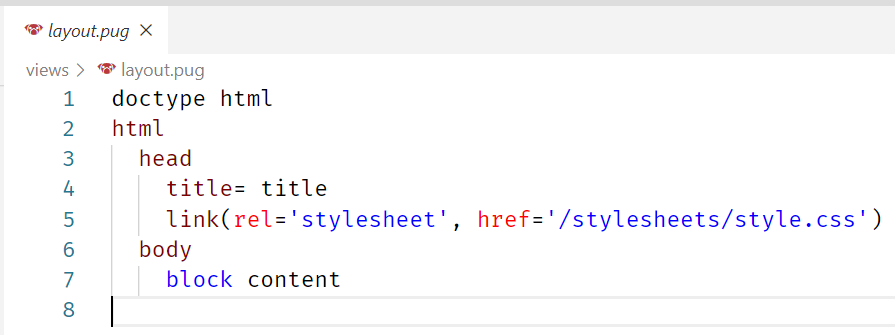 layout.pug ×
views > layout.pug
1 doctype html
2 html
3   head
4     title= title
5     link(rel='stylesheet', href='/stylesheets/style.css')
6   body
7     block content
8